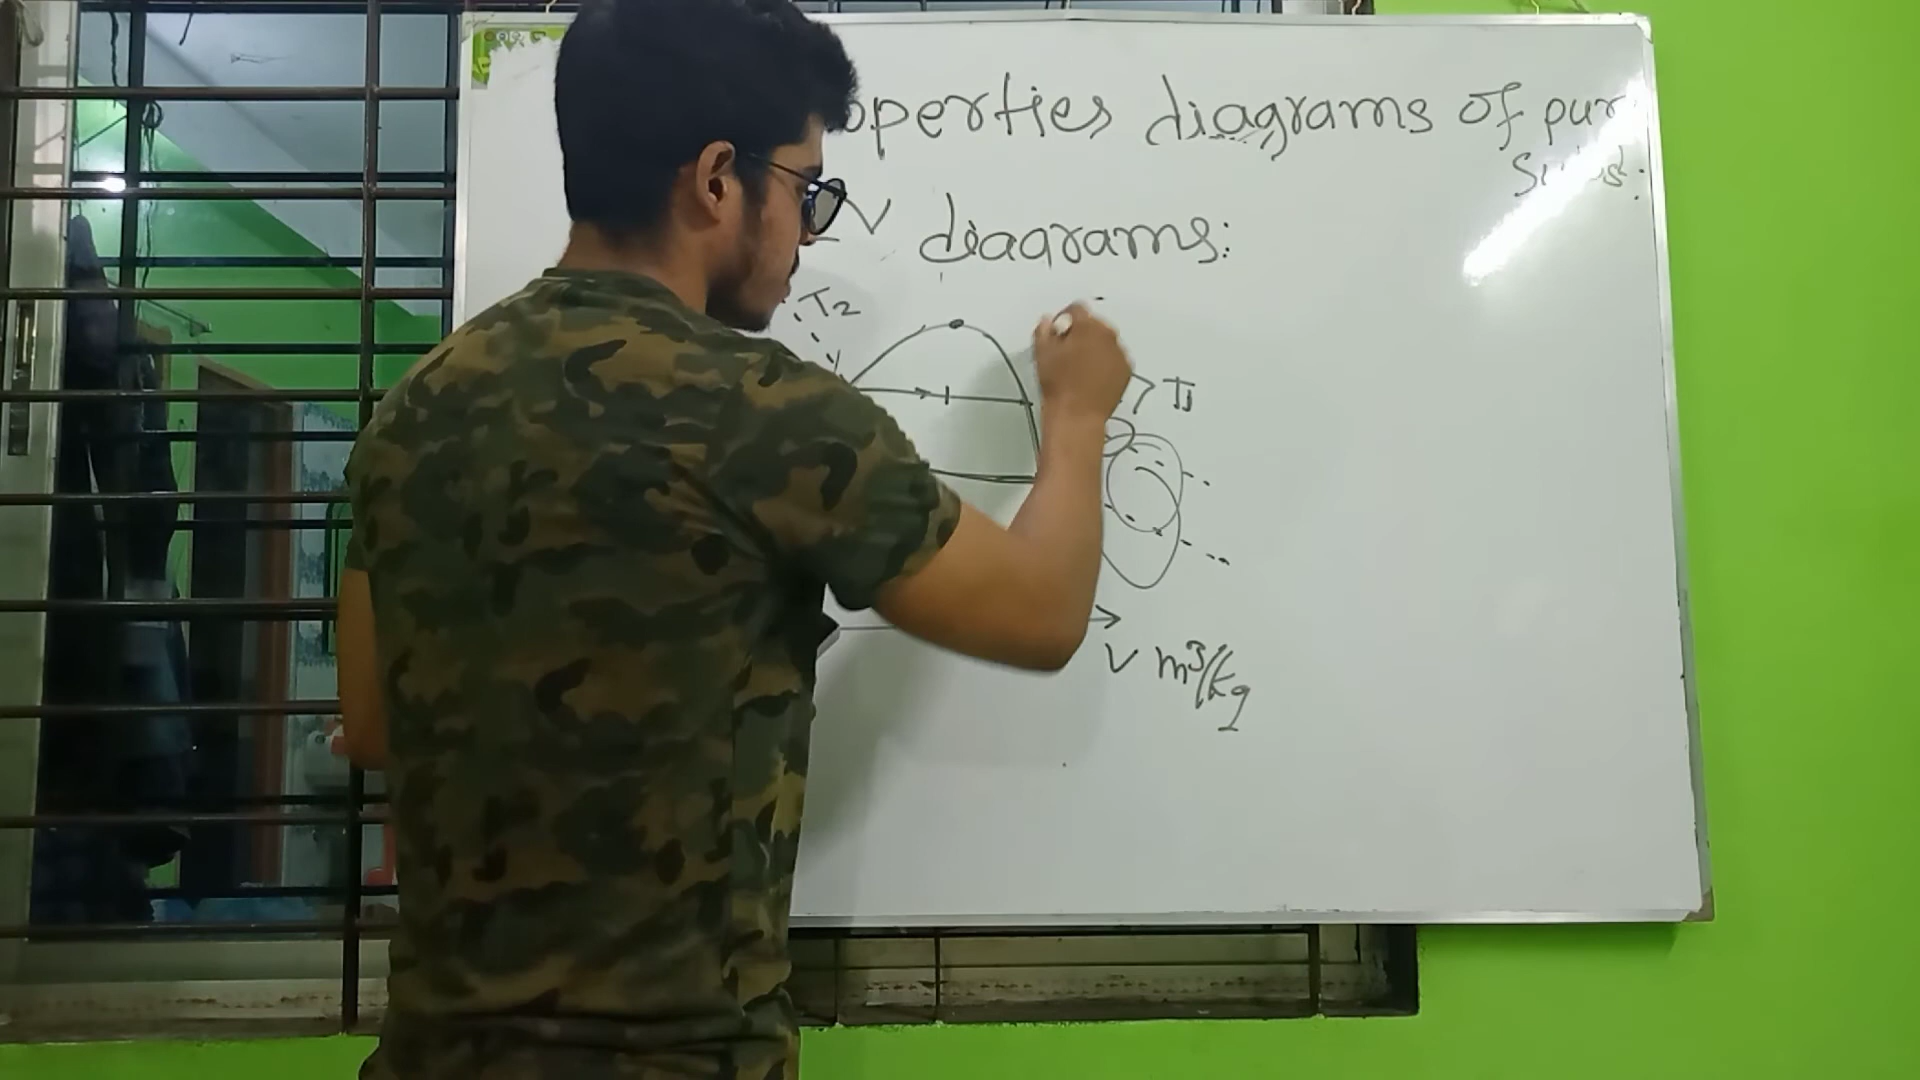 operties diagrams of pur
V diagrams:
T2
> T1
V m³/kg